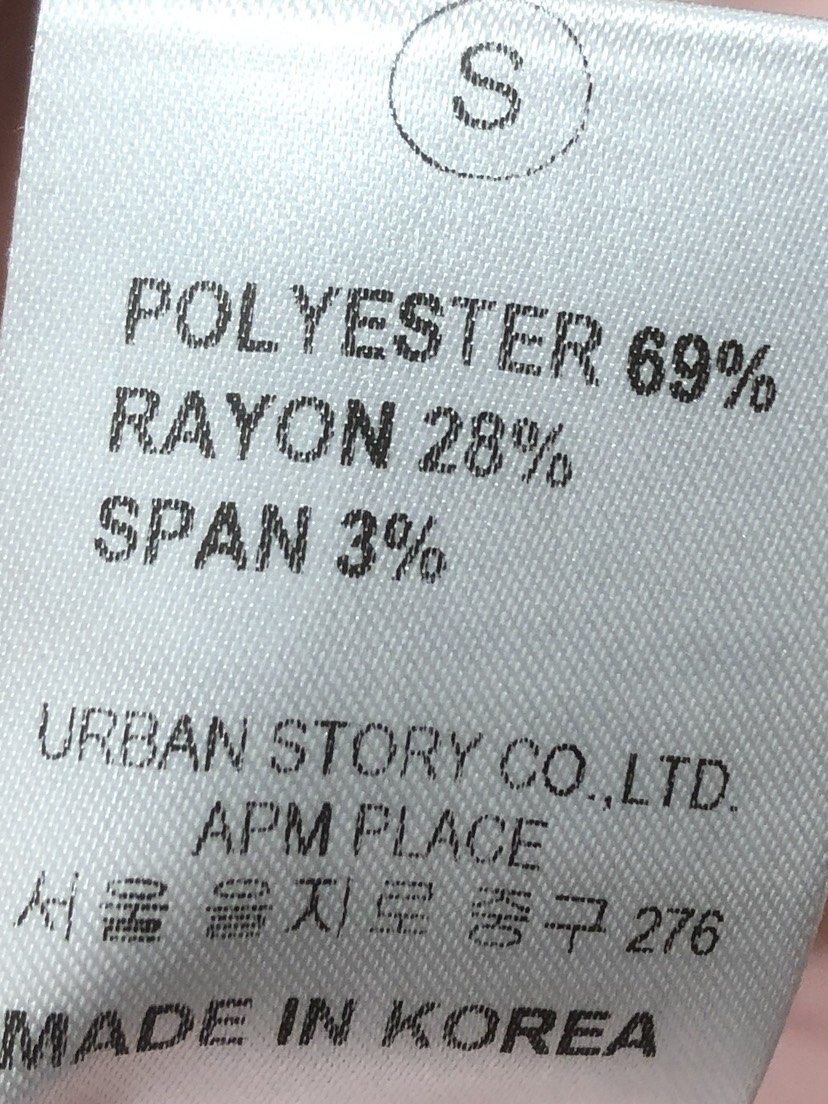 S
POLYESTER 69%
RAYON 28%
SPAN 3%
URBAN STORY CO.,LTD.
APM PLACE
서울 을지로 중구 276
MADE IN KOREA